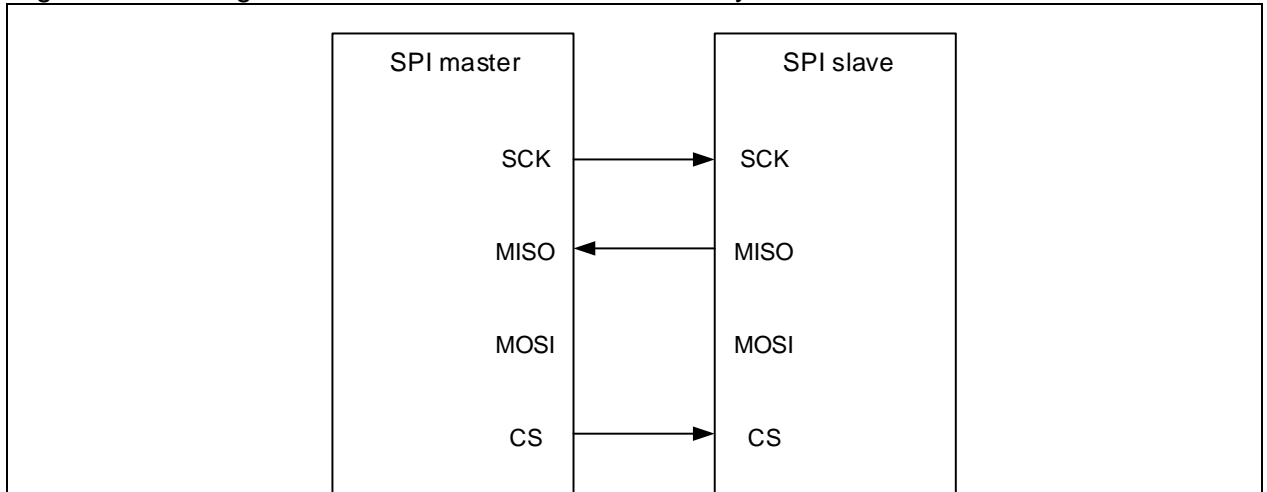 SPI master SPI slave
SCK SCK
MISO MISO
MOSI MOSI
CS CS